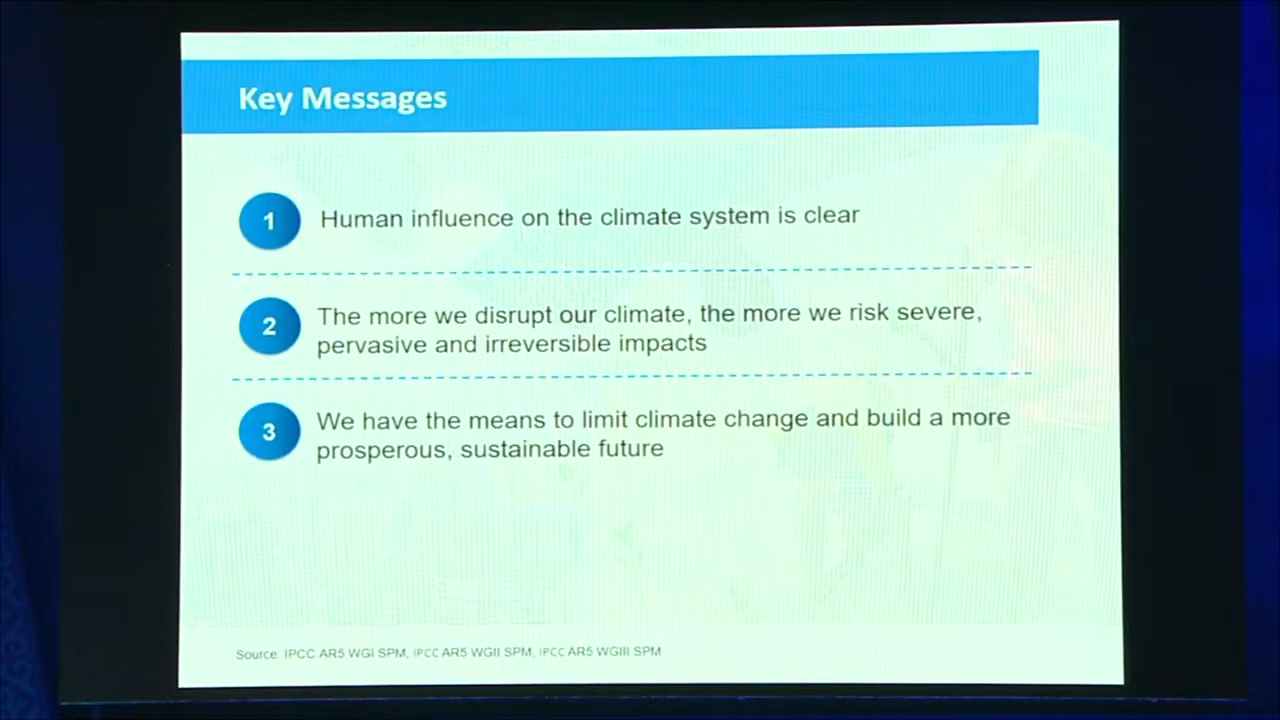 Key Messages
1 Human influence on the climate system is clear
2 The more we disrupt our climate, the more we risk severe,
pervasive and irreversible impacts
3 We have the means to limit climate change and build a more
prosperous, sustainable future
Source: IPCC AR5 WGI SPM, IPCC AR5 WGII SPM, IPCC AR5 WGIII SPM